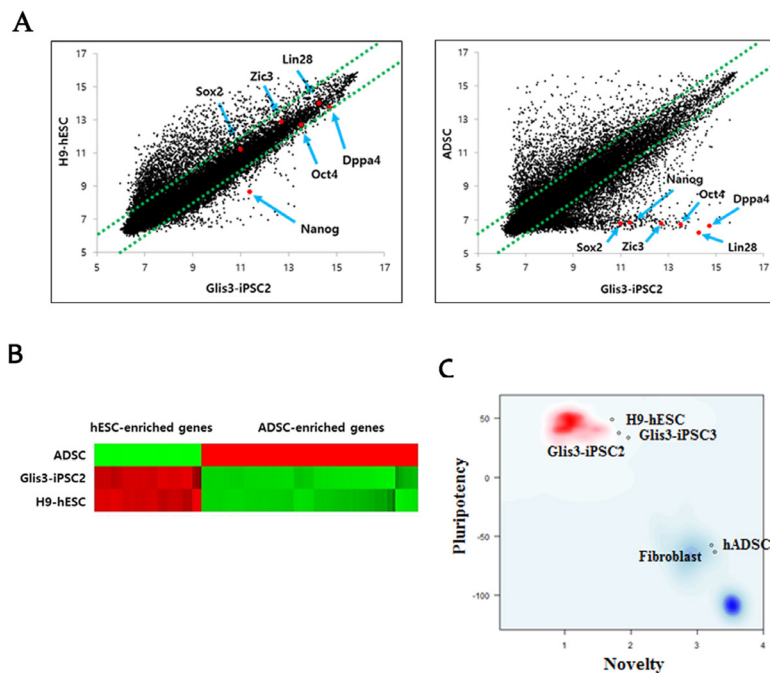 A
H9-hESC
17
15
13
11
9
7
5
Sox2
Zic3
Lin28
Dppa4
Oct4
Nanog
5 7 9 11 13 15 17
Glis3-iPSC2
ADSC
17
15
13
11
9
7
5
Nanog
Oct4
Dppa4
Sox2
Zic3
Lin28
5 7 9 11 13 15 17
Glis3-iPSC2
B
hESC-enriched genes ADSC-enriched genes
ADSC
Glis3-iPSC2
H9-hESC
C
Pluripotency
50
0
-50
-100
H9-hESC
Glis3-iPSC3
Glis3-iPSC2
hADSC
Fibroblast
1 2 3 4
Novelty